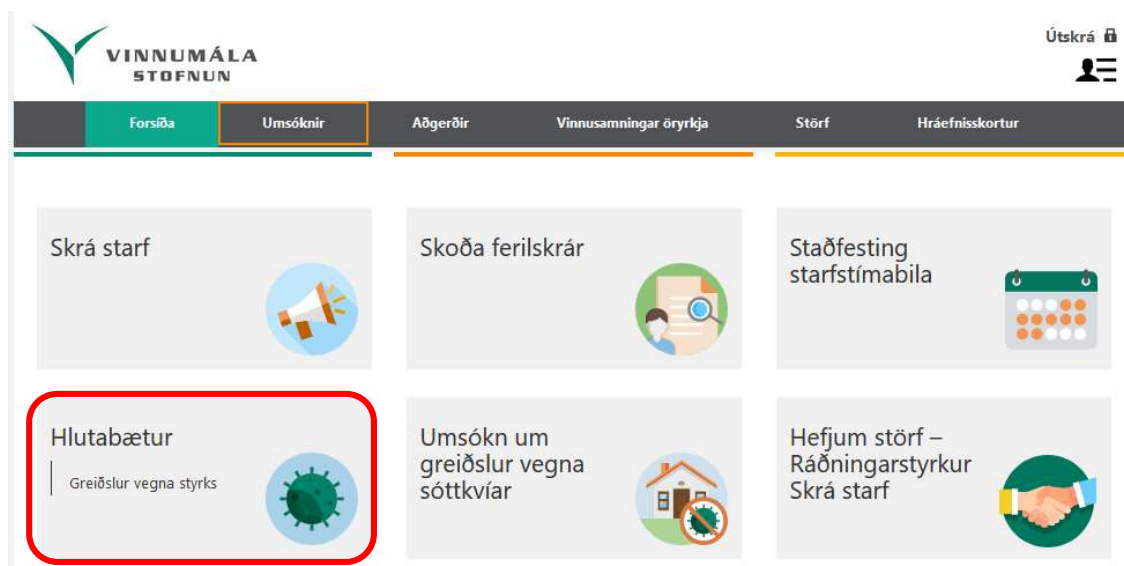 VINNUMÁLA
STOFNUN
Útskrá
Forsíða Umsóknir Aðgerðir Vinnusamningar öryrkja Störf Hráefnisskortur
Skrá starf
Skoða ferilskrár
Staðfesting
starfstímabila
Hlutabætur
Greiðslur vegna styrks
Umsókn um
greiðslur vegna
sóttkvíar
Hefjum störf –
Ráðningarstyrkur
Skrá starf